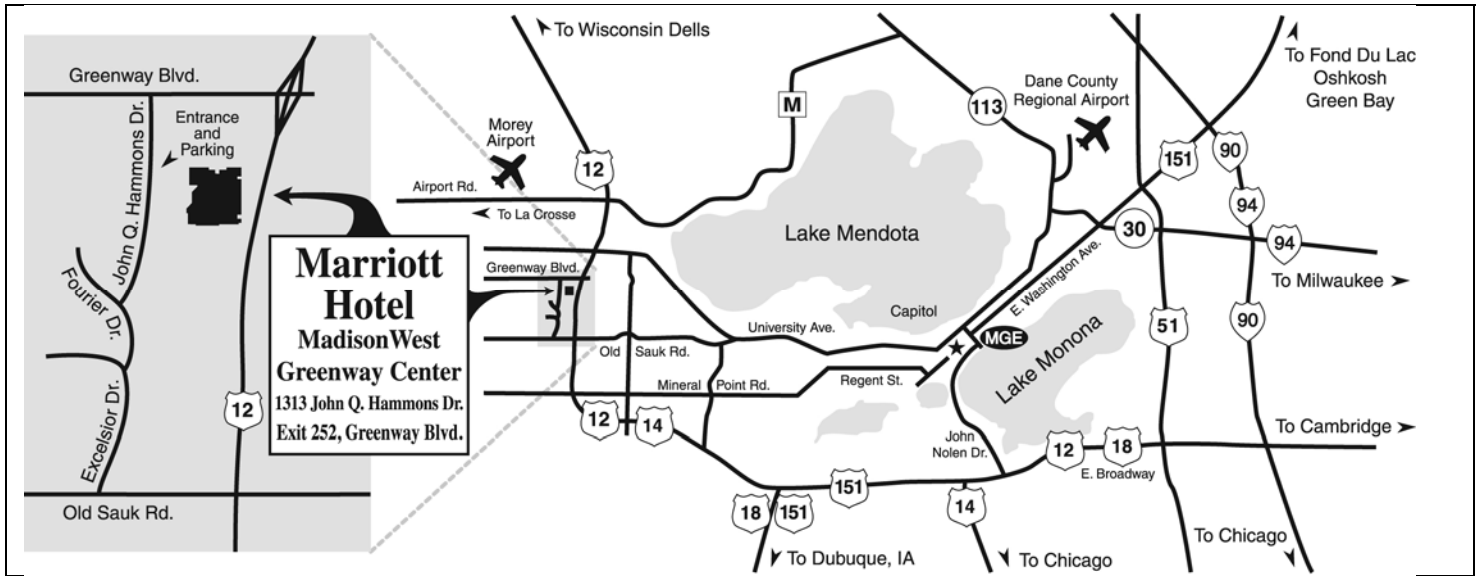 Greenway Blvd.
John Q. Hammons Dr.
Entrance
and
Parking
Fourier Dr.
Excelsior Dr.
12
Old Sauk Rd.
Marriott
Hotel
MadisonWest
Greenway Center
1313 John Q. Hammons Dr.
Exit 252, Greenway Blvd.
To Wisconsin Dells
Morey
Airport
12
Airport Rd.
To La Crosse
Greenway Blvd.
M
113
Dane County
Regional Airport
To Fond Du Lac
Oshkosh
Green Bay
151
90
94
30
94
To Milwaukee
Lake Mendota
Capitol
E. Washington Ave.
University Ave.
MGE
Lake Monona
51
90
Old Sauk Rd.
Mineral Point Rd.
Regent St.
12
14
John
Nolen Dr.
12
18
E. Broadway
To Cambridge
151
18
151
14
To Dubuque, IA
To Chicago
To Chicago